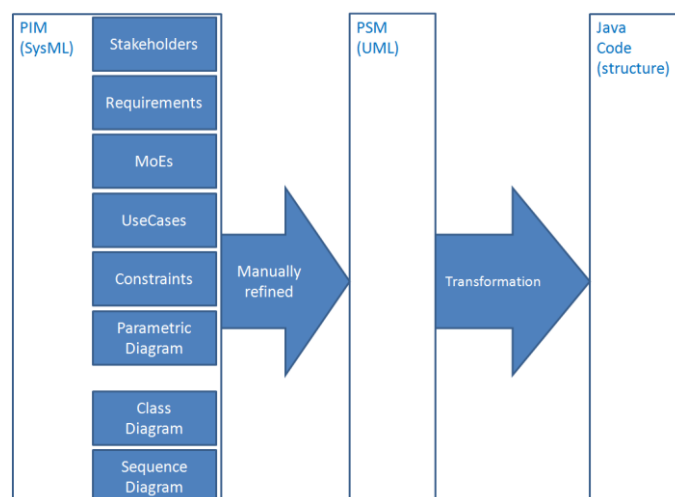 PIM
(SysML)
Stakeholders
Requirements
MoEs
UseCases
Constraints
Parametric
Diagram
Class
Diagram
Sequence
Diagram
Manually
refined
PSM
(UML)
Transformation
Java
Code
(structure)